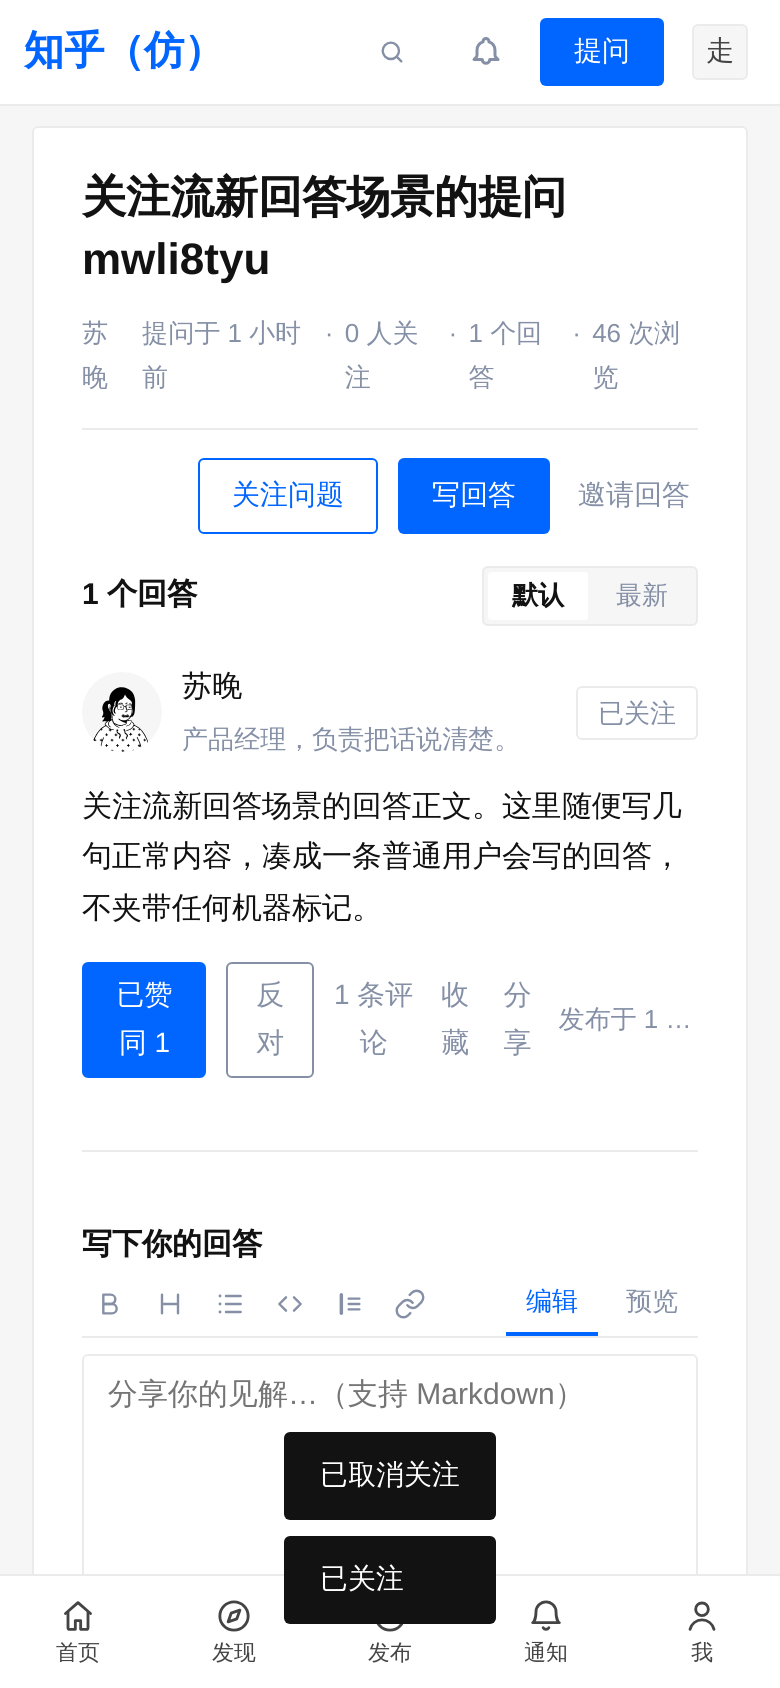 知乎（仿）
提问
走
关注流新回答场景的提问
mwli8tyu
苏晚 提问于 1 小时前 · 0 人关注 · 1 个回答 · 46 次浏览
关注问题
写回答
邀请回答
1 个回答
默认
最新
苏晚
产品经理，负责把话说清楚。
已关注
关注流新回答场景的回答正文。这里随便写几
句正常内容，凑成一条普通用户会写的回答，
不夹带任何机器标记。
已赞同 1
反对
1 条评论
收藏
分享
发布于 1 …
写下你的回答
编辑
预览
分享你的见解…（支持 Markdown）
已取消关注
已关注
首页
发现
发布
通知
我